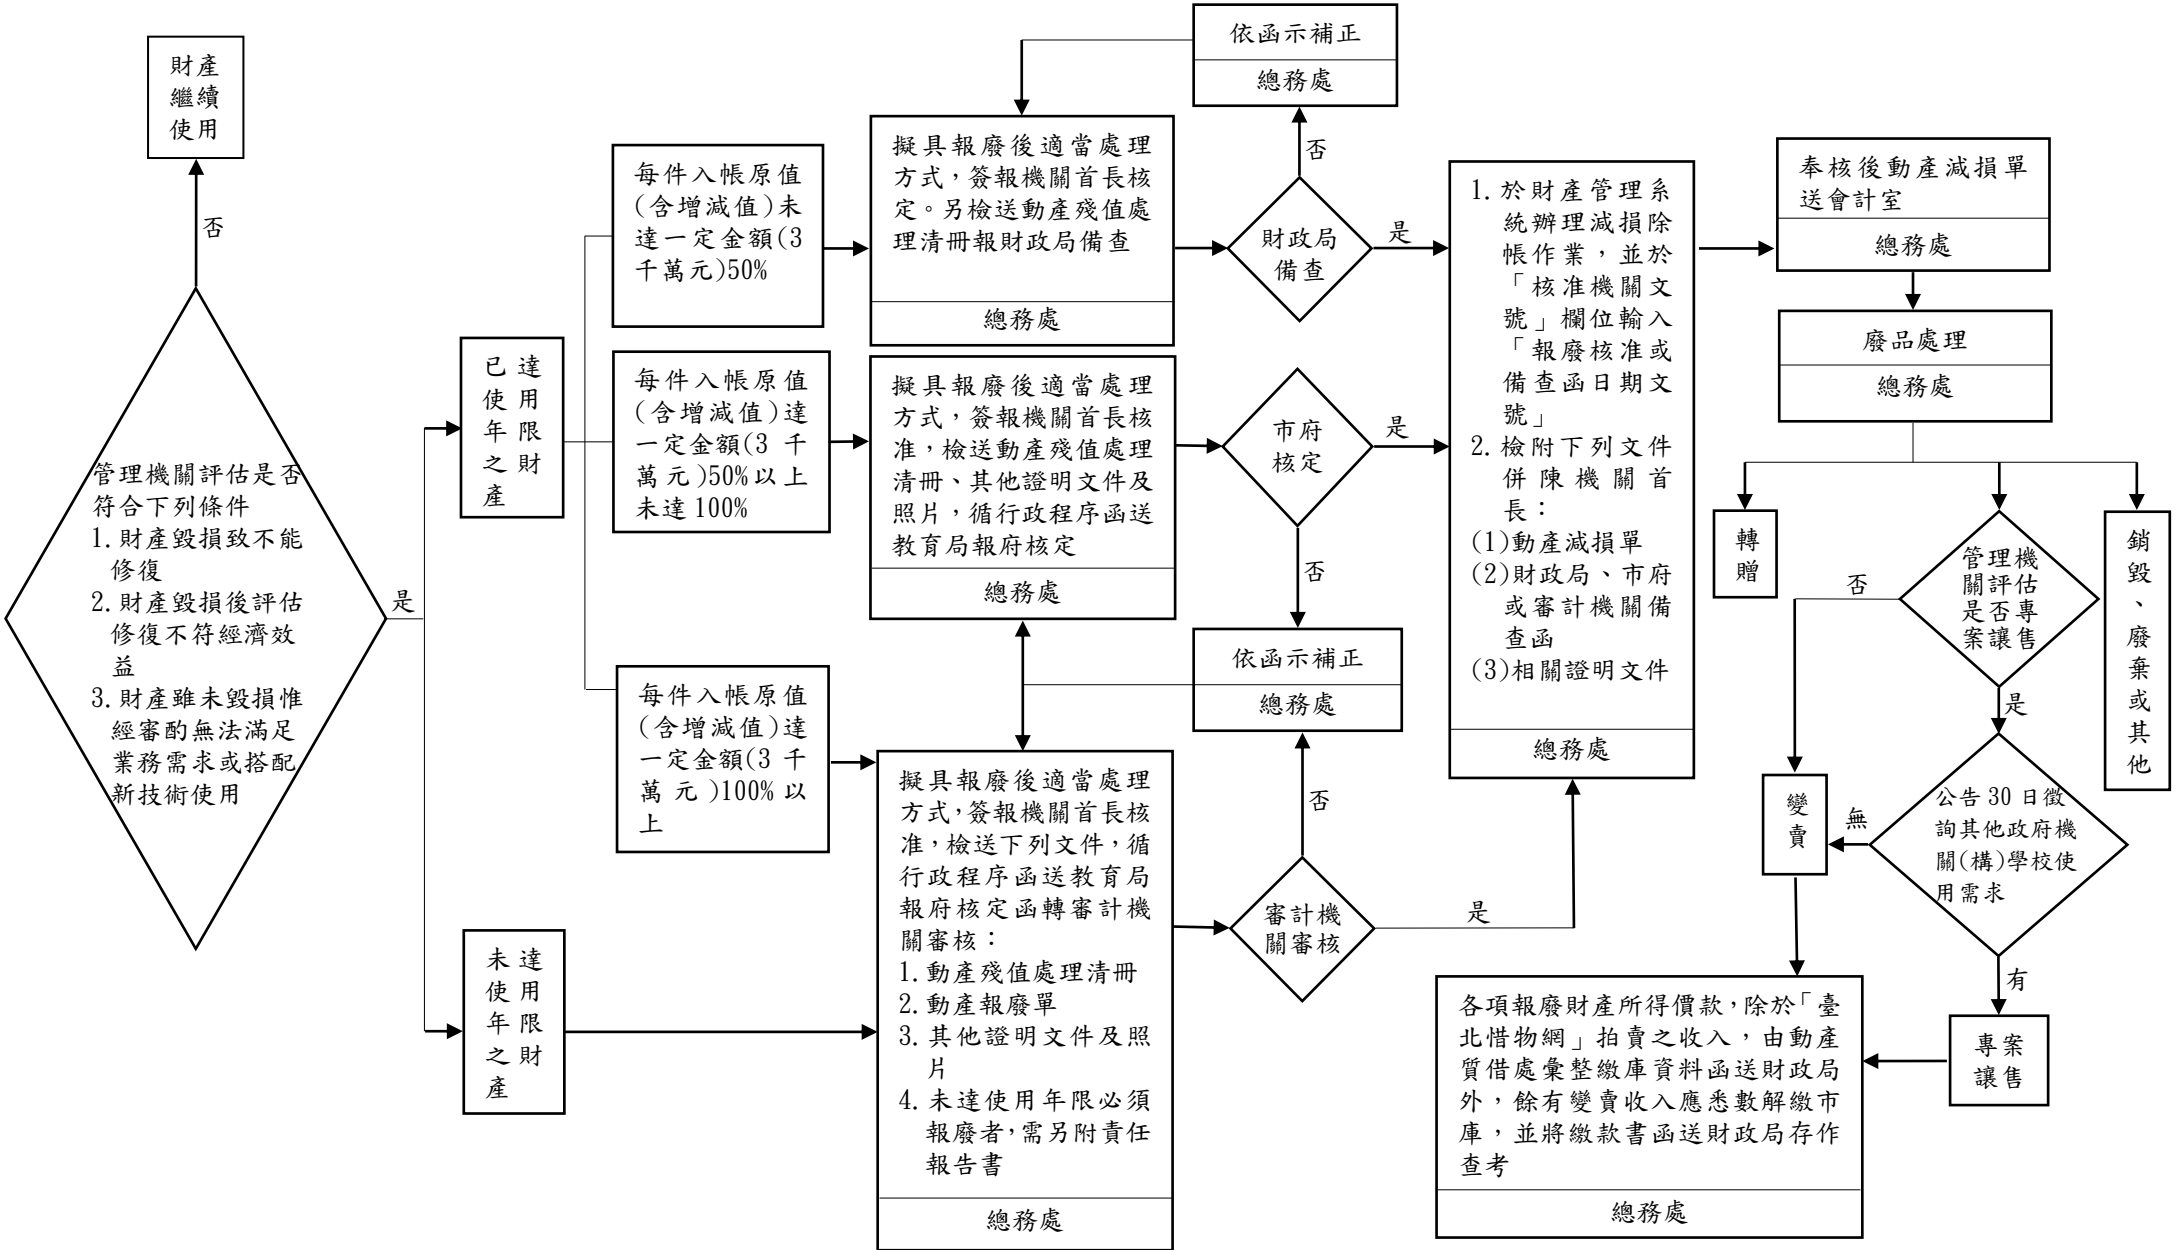 財產
繼續
使用
否
管理機關評估是否
符合下列條件
1.財產毀損致不能
修復
2.財產毀損後評估
修復不符經濟效
益
3.財產雖未毀損惟
經審酌無法滿足
業務需求或搭配
新技術使用
是
已達
使用
年限
之財
產
未達
使用
年限
之財
產
每件入帳原值
(含增減值)未
達一定金額(3
千萬元)50%
每件入帳原值
(含增減值)達
一定金額(3 千
萬元)50%以上
未達100%
每件入帳原值
(含增減值)達
一定金額(3 千
萬元)100%以
上
擬具報廢後適當處理
方式,簽報機關首長核
定。另檢送動產殘值處
理清冊報財政局備查
總務處
擬具報廢後適當處理
方式,簽報機關首長核
准,檢送動產殘值處理
清冊、其他證明文件及
照片,循行政程序函送
教育局報府核定
總務處
擬具報廢後適當處理
方式,簽報機關首長核
准,檢送下列文件,循
行政程序函送教育局
報府核定函轉審計機
關審核:
1.動產殘值處理清冊
2.動產報廢單
3.其他證明文件及照
片
4.未達使用年限必須
報廢者,需另附責任
報告書
總務處
依函示補正
總務處
否
財政局
備查
是
市府
核定
是
否
依函示補正
總務處
否
審計機
關審核
是
1.於財產管理系
統辦理減損除
帳作業,並於
「核准機關文
號」欄位輸入
「報廢核准或
備查函日期文
號」
2.檢附下列文件
併陳機關首
長:
(1)動產減損單
(2)財政局、市府
或審計機關備
查函
(3)相關證明文件
總務處
奉核後動產減損單
送會計室
總務處
廢品處理
總務處
轉
贈
管理機
關評估
是否專
案讓售
否
是
銷
毀
、
廢
棄
或
其
他
變
賣
無
公告30日徵
詢其他政府機
關(構)學校使
用需求
有
專案
讓售
各項報廢財產所得價款,除於「臺
北惜物網」拍賣之收入,由動產
質借處彙整繳庫資料函送財政局
外,餘有變賣收入應悉數解繳市
庫,並將繳款書函送財政局存作
查考
總務處